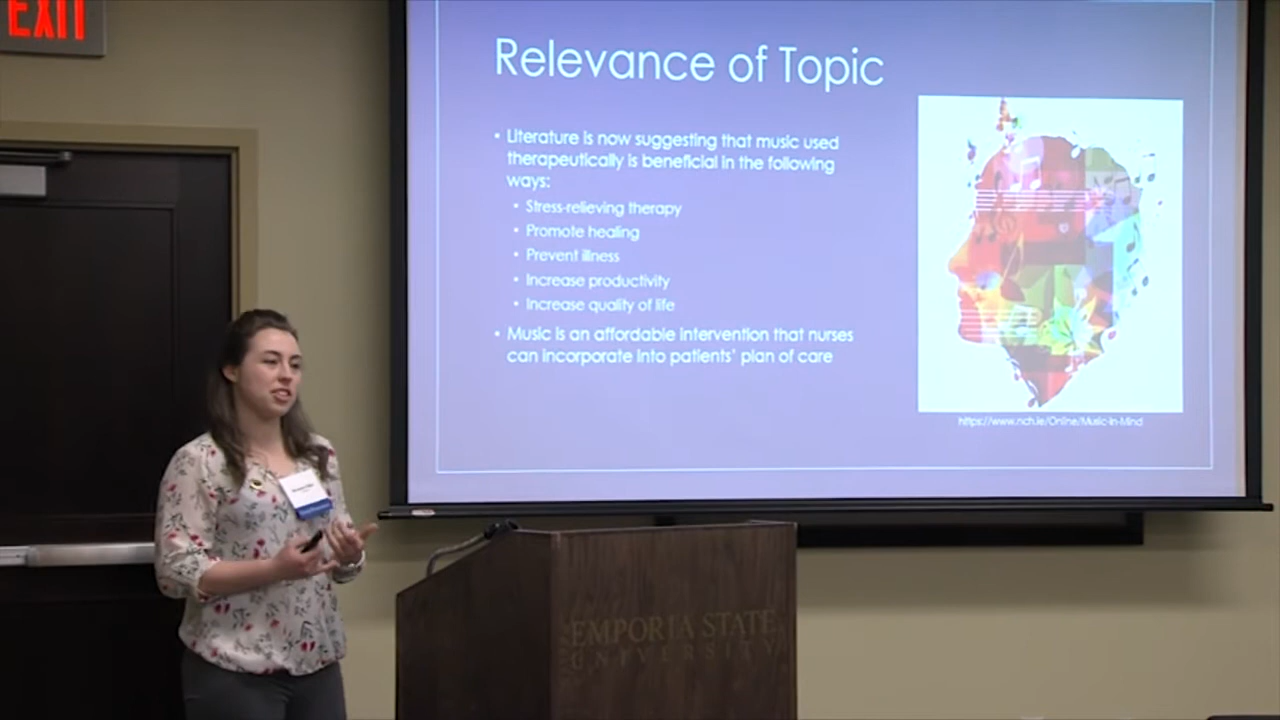 EXIT
Relevance of Topic
• Literature is now suggesting that music used
therapeutically is beneficial in the following
ways:
• Stress-relieving therapy
• Promote healing
• Prevent illness
• Increase productivity
• Increase quality of life
• Music is an affordable intervention that nurses
can incorporate into patients' plan of care
https://www.nch.ie/Online/Music-in-Mind
EMPORIA STATE
UNIVERSITY